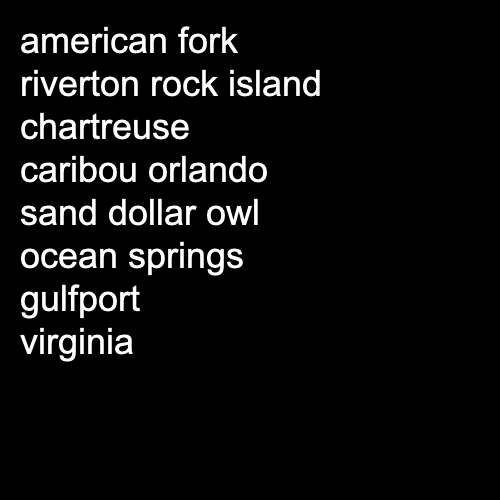 american fork
riverton rock island
chartreuse
caribou orlando
sand dollar owl
ocean springs
gulfport
virginia